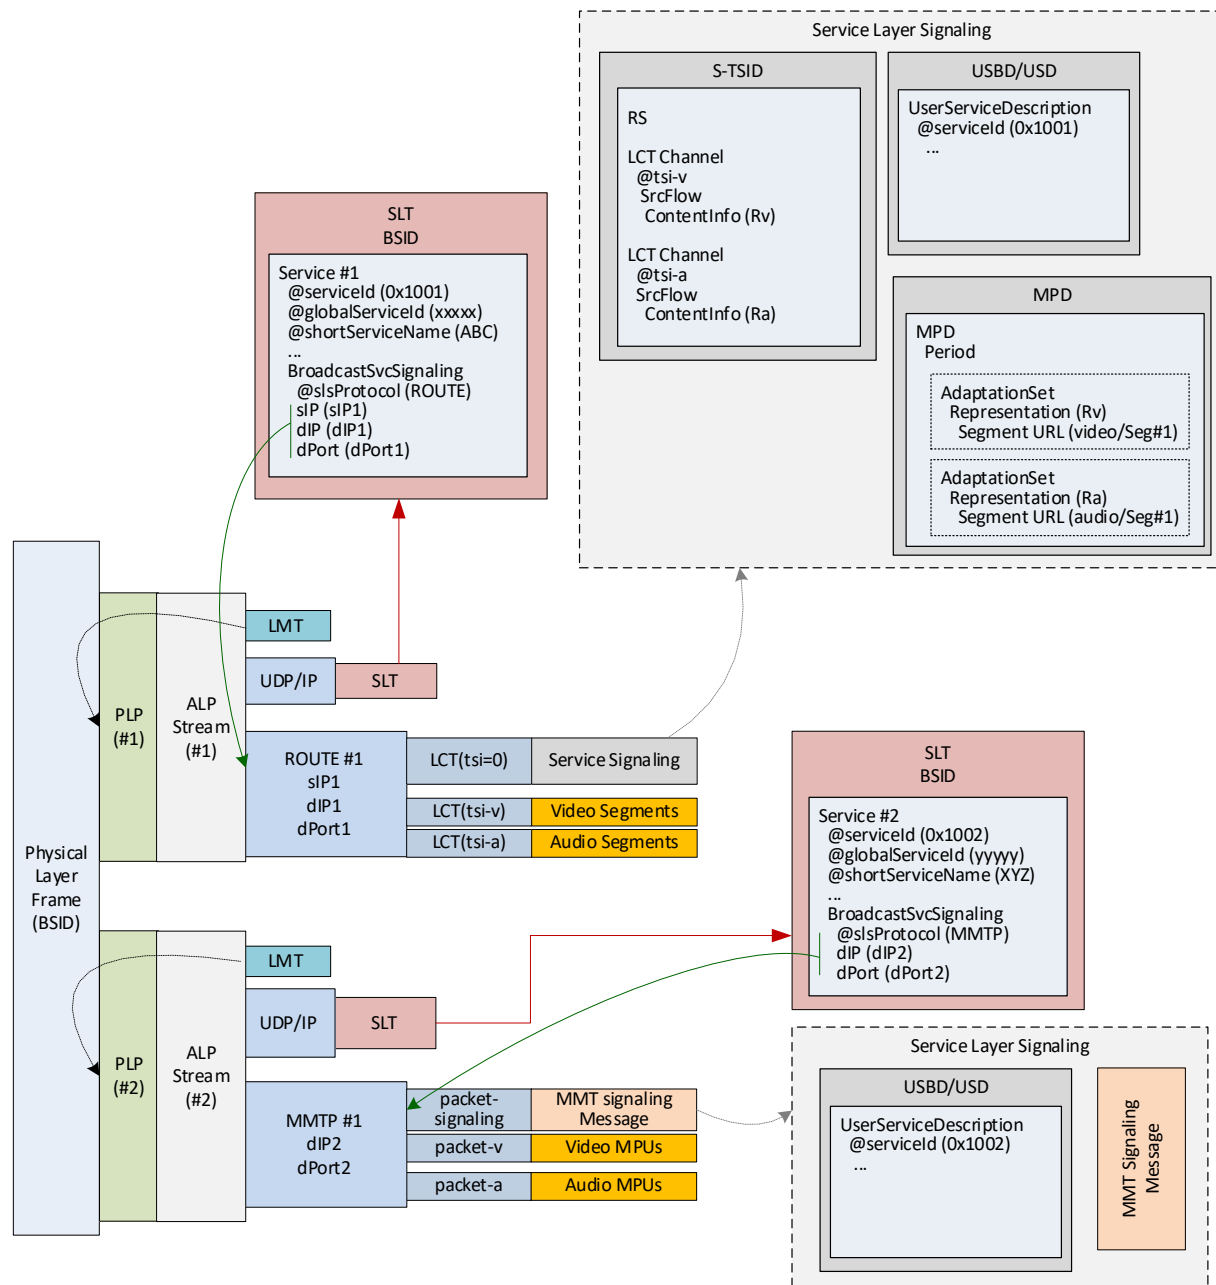 Service Layer Signaling
S-TSID
RS
LCT Channel
@tsi-v
SrcFlow
ContentInfo (Rv)
LCT Channel
@tsi-a
SrcFlow
ContentInfo (Ra)
USBD/USD
UserServiceDescription
@serviceId (0x1001)
...
MPD
MPD
Period
AdaptationSet
Representation (Rv)
Segment URL (video/Seg#1)
AdaptationSet
Representation (Ra)
Segment URL (audio/Seg#1)
SLT
BSID
Service #1
@serviceId (0x1001)
@globalServiceId (xxxxx)
@shortServiceName (ABC)
...
BroadcastSvcSignaling
@slsProtocol (ROUTE)
sIP (sIP1)
dIP (dIP1)
dPort (dPort1)
Physical
Layer
Frame
(BSID)
PLP
(#1)
ALP
Stream
(#1)
LMT
UDP/IP
SLT
ROUTE #1
sIP1
dIP1
dPort1
LCT(tsi=0)
Service Signaling
LCT(tsi-v)
Video Segments
LCT(tsi-a)
Audio Segments
SLT
BSID
Service #2
@serviceId (0x1002)
@globalServiceId (yyyyy)
@shortServiceName (XYZ)
...
BroadcastSvcSignaling
@slsProtocol (MMTP)
dIP (dIP2)
dPort (dPort2)
PLP
(#2)
ALP
Stream
(#2)
LMT
UDP/IP
SLT
MMTP #1
dIP2
dPort2
packet-
signaling
MMT signaling
Message
packet-v
Video MPUs
packet-a
Audio MPUs
Service Layer Signaling
USBD/USD
UserServiceDescription
@serviceId (0x1002)
...
MMT Signaling
Message